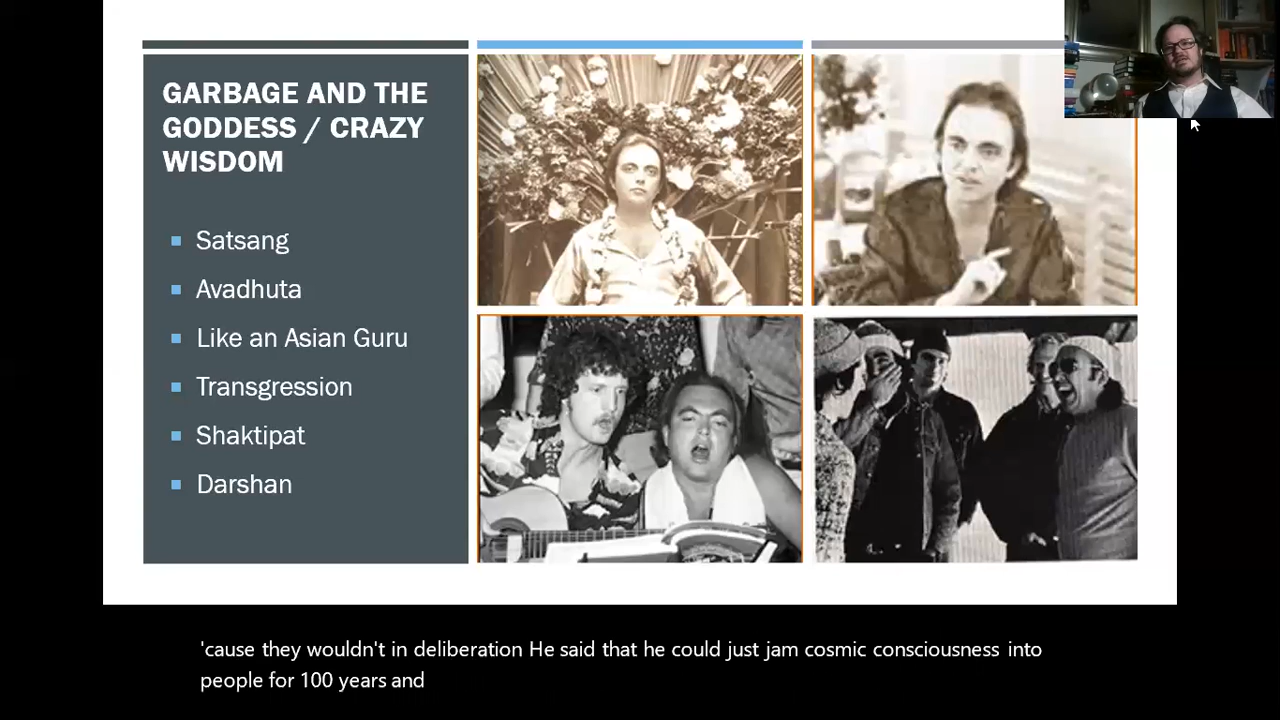 GARBAGE AND THE
GODDESS / CRAZY
WISDOM
Satsang
Avadhuta
Like an Asian Guru
Transgression
Shaktipat
Darshan
'cause they wouldn't in deliberation He said that he could just jam cosmic consciousness into
people for 100 years and